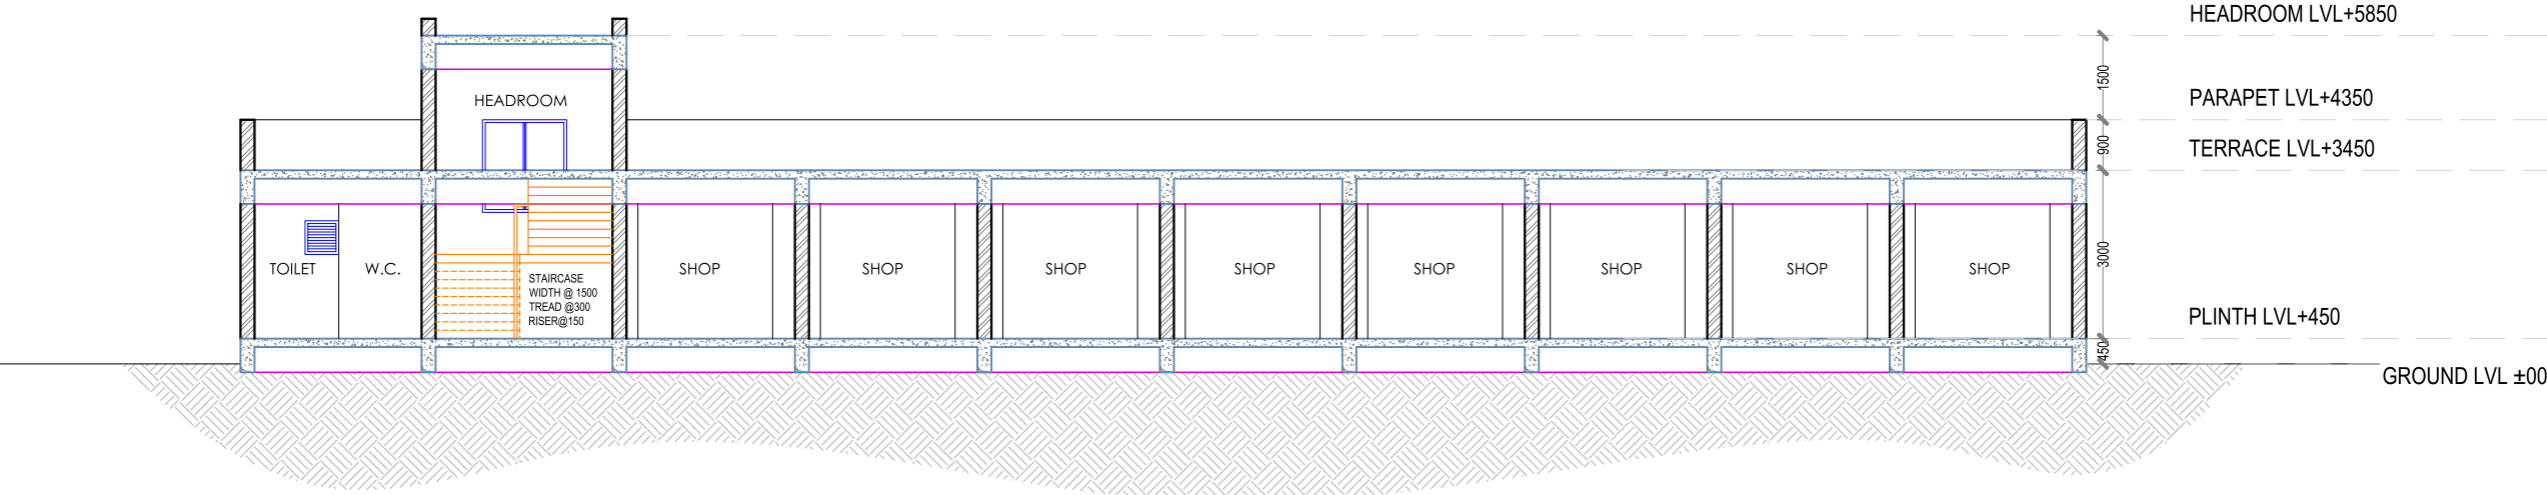 HEADROOM LVL+5850
1500
PARAPET LVL+4350
HEADROOM
900
TERRACE LVL+3450
3000
TOILET
W.C.
STAIRCASE
WIDTH @ 1500
TREAD @300
RISER@150
SHOP
SHOP
SHOP
SHOP
SHOP
SHOP
SHOP
SHOP
PLINTH LVL+450
450
GROUND LVL ±00